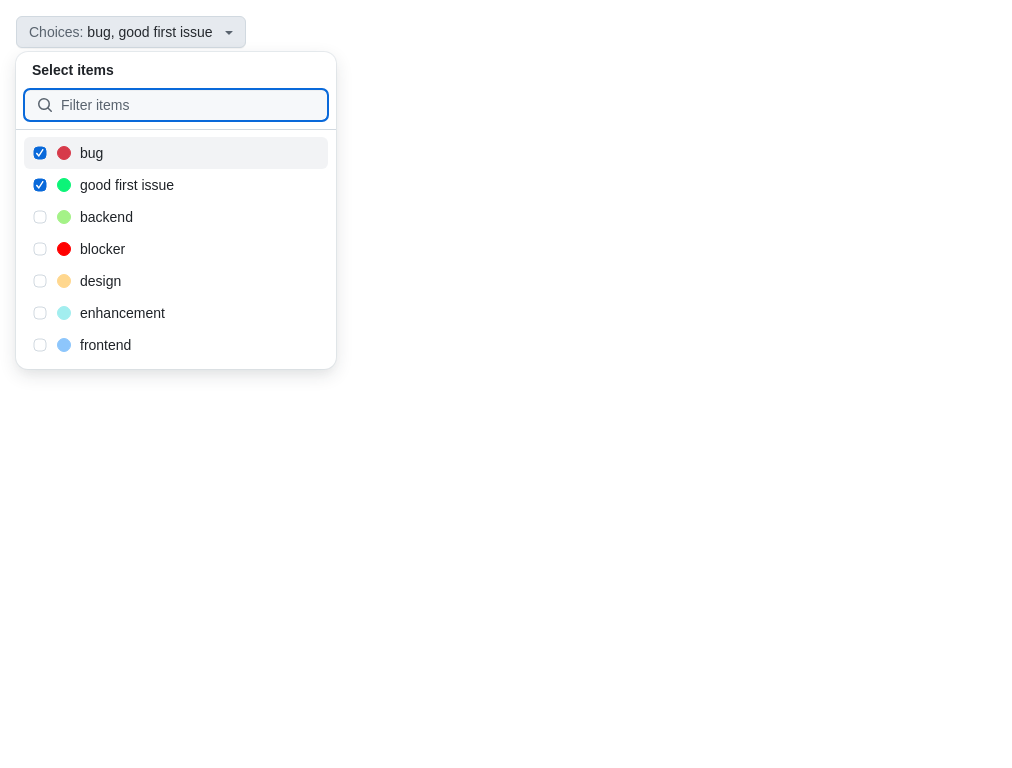 Choices: bug, good first issue
Select items
Filter items
bug
good first issue
backend
blocker
design
enhancement
frontend